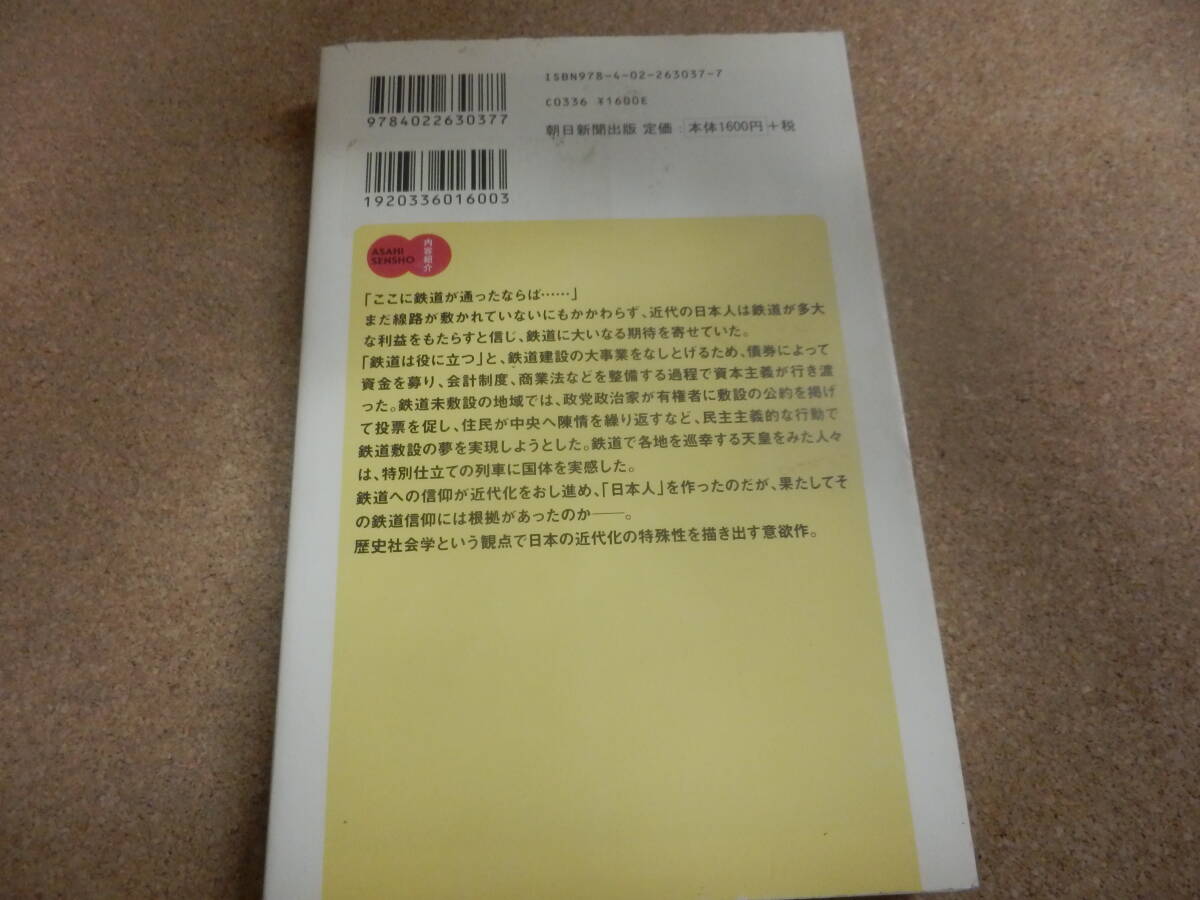 ISBN978-4-02-263037-7
C0336 ¥1600E
朝日新聞出版 定価：本体1600円＋税
9784022630377
1920336016003
ASAHI
SENSHO
内容紹介
「ここに鉄道が通ったならば……」
まだ線路が敷かれていないにもかかわらず、近代の日本人は鉄道が多大
な利益をもたらすと信じ、鉄道に大いなる期待を寄せていた。
「鉄道は役に立つ」と、鉄道建設の大事業をなしとげるため、債券によって
資金を募り、会計制度、商業法などを整備する過程で資本主義が行き渡
った。鉄道未敷設の地域では、政党政治家が有権者に敷設の公約を掲げ
て投票を促し、住民が中央へ陳情を繰り返すなど、民主主義的な行動で
鉄道敷設の夢を実現しようとした。鉄道で各地を巡幸する天皇をみた人々
は、特別仕立ての列車に国体を実感した。
鉄道への信仰が近代化をおし進め、「日本人」を作ったのだが、果たしてそ
の鉄道信仰には根拠があったのか――。
歴史社会学という観点で日本の近代化の特殊性を描き出す意欲作。